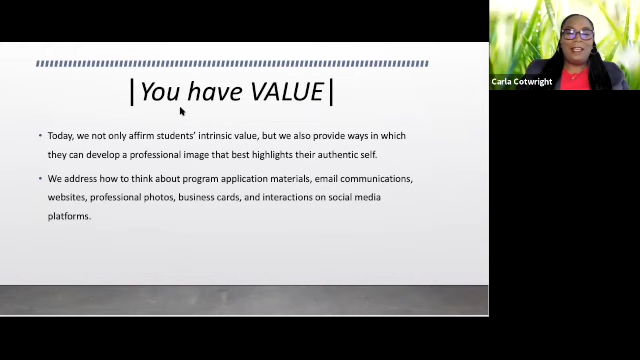 |You have VALUE|
• Today, we not only affirm students' intrinsic value, but we also provide ways in which
they can develop a professional image that best highlights their authentic self.
• We address how to think about program application materials, email communications,
websites, professional photos, business cards, and interactions on social media
platforms.
Carla Cotwright